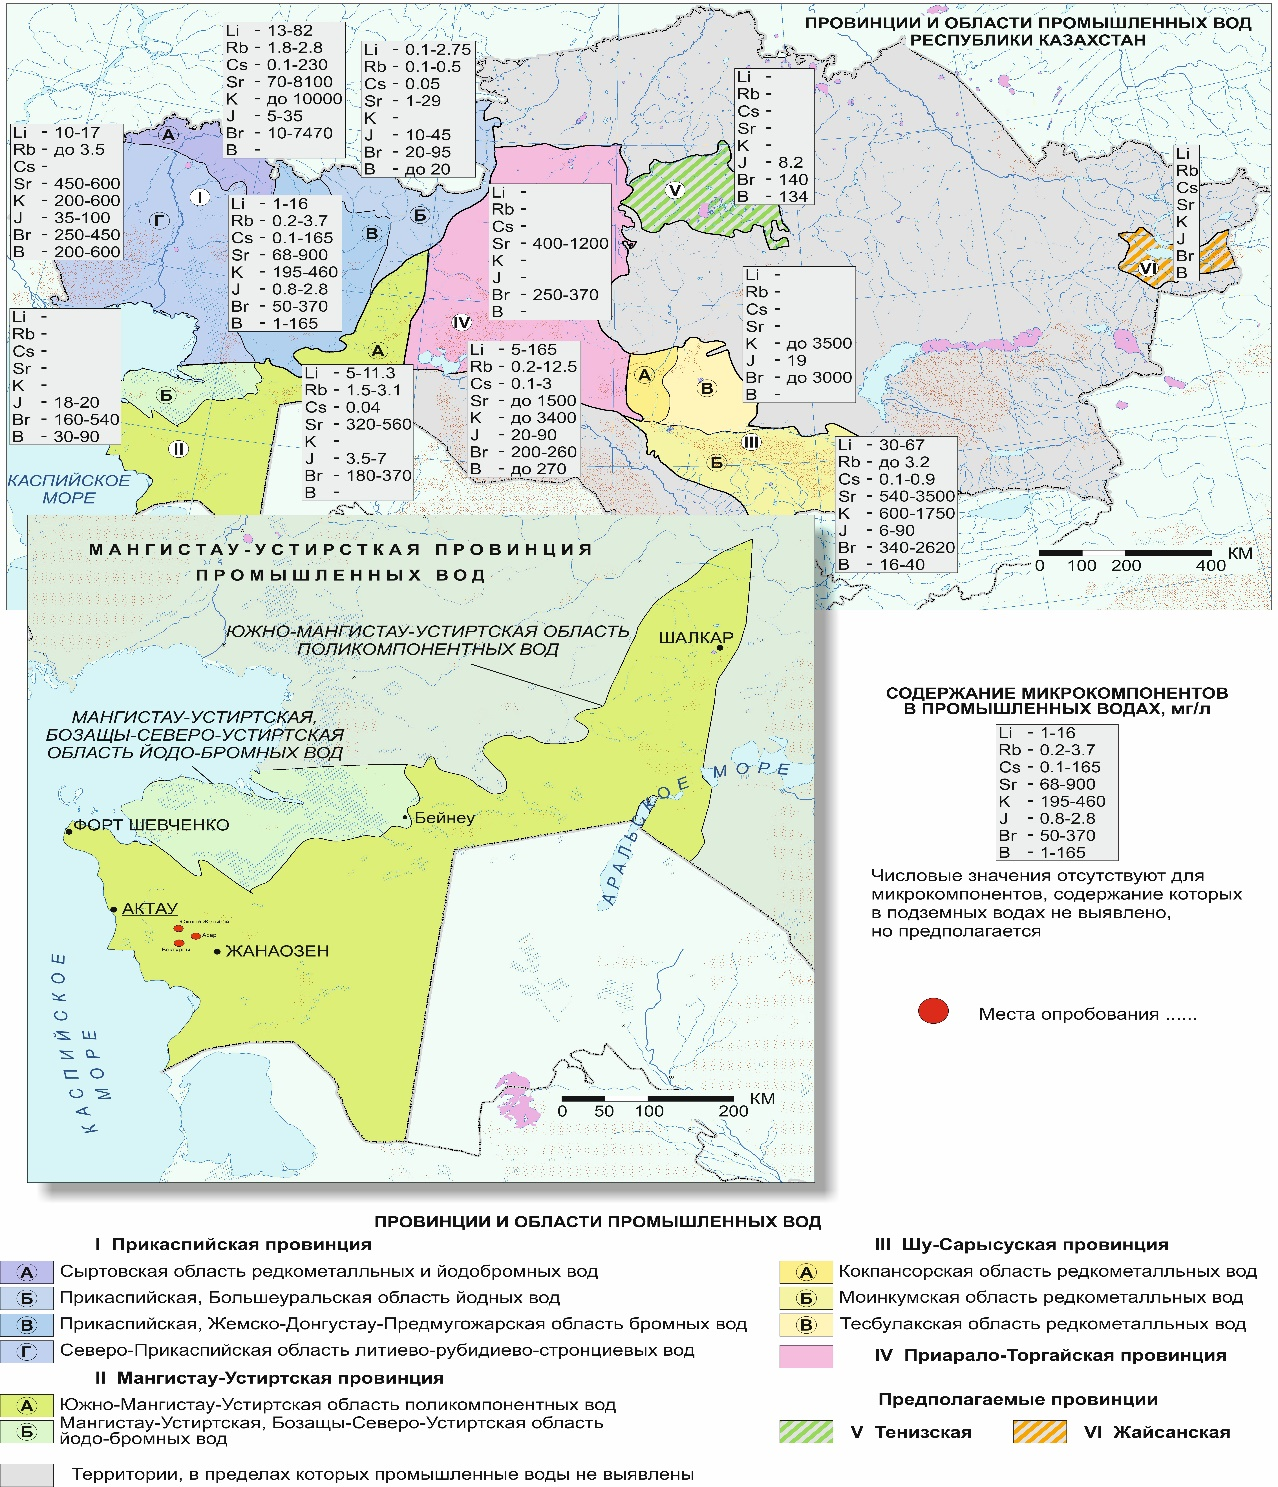 ПРОВИНЦИИ И ОБЛАСТИ ПРОМЫШЛЕННЫХ ВОД
РЕСПУБЛИКИ КАЗАХСТАН
Li - 13-82
Rb - 1.8-2.8
Cs - 0.1-230
Sr - 70-8100
K - до 10000
J - 5-35
Br - 10-7470
B -
Li - 0.1-2.75
Rb - 0.1-0.5
Cs - 0.05
Sr - 1-29
K -
J - 10-45
Br - 20-95
B - до 20
Li -
Rb -
Cs -
Sr -
K -
J - 8.2
Br - 140
B - 134
Li - 10-17
Rb - до 3.5
Cs -
Sr - 450-600
K - 200-600
J - 35-100
Br - 250-450
B - 200-600
Li
Rb
Cs
Sr
K
J
Br
B
А
I
Г
Б
В
V
VI
Li - 1-16
Rb - 0.2-3.7
Cs - 0.1-165
Sr - 68-900
K - 195-460
J - 0.8-2.8
Br - 50-370
B - 1-165
Li -
Rb -
Cs -
Sr - 400-1200
K -
J -
Br - 250-370
B -
Li -
Rb -
Cs -
Sr -
K - до 3500
J - 19
Br - до 3000
B -
Li -
Rb -
Cs -
Sr -
K -
J - 18-20
Br - 160-540
B - 30-90
IV
А
Б
II
А
В
III
Б
Li - 5-11.3
Rb - 1.5-3.1
Cs - 0.04
Sr - 320-560
K -
J - 3.5-7
Br - 180-370
B -
Li - 5-165
Rb - 0.2-12.5
Cs - 0.1-3
Sr - до 1500
K - до 3400
J - 20-90
Br - 200-260
B - до 270
Li - 30-67
Rb - до 3.2
Cs - 0.1-0.9
Sr - 540-3500
K - 600-1750
J - 6-90
Br - 340-2620
B - 16-40
КАСПИЙСКОЕ
МОРЕ
КМ
0 100 200 400
МАНГИСТАУ-УСТИРСТКАЯ ПРОВИНЦИЯ
ПРОМЫШЛЕННЫХ ВОД
ЮЖНО-МАНГИСТАУ-УСТИРТСКАЯ ОБЛАСТЬ
ПОЛИКОМПОНЕНТНЫХ ВОД
ШАЛКАР
МАНГИСТАУ-УСТИРТСКАЯ,
БОЗАЩЫ-СЕВЕРО-УСТИРТСКАЯ
ОБЛАСТЬ ЙОДО-БРОМНЫХ ВОД
АРАЛЬСКОЕ МОРЕ
ФОРТ ШЕВЧЕНКО
Бейнеу
АКТАУ
ЖАНАОЗЕН
КАСПИЙСКОЕ
МОРЕ
КМ
0 50 100 200
СОДЕРЖАНИЕ МИКРОКОМПОНЕНТОВ
В ПРОМЫШЛЕННЫХ ВОДАХ, мг/л
Li - 1-16
Rb - 0.2-3.7
Cs - 0.1-165
Sr - 68-900
K - 195-460
J - 0.8-2.8
Br - 50-370
B - 1-165
Числовые значения отсутствуют для
микрокомпонентов, содержание которых
в подземных водах не выявлено,
но предполагается
Места опробования ......
ПРОВИНЦИИ И ОБЛАСТИ ПРОМЫШЛЕННЫХ ВОД
I Прикаспийская провинция
А Сыртовская область редкометалльных и йодобромных вод
Б Прикаспийская, Большеуральская область йодных вод
В Прикаспийская, Жемско-Донгустау-Предмугожарская область бромных вод
Г Северо-Прикаспийская область литиево-рубидиево-стронциевых вод
II Мангистау-Устиртская провинция
А Южно-Мангистау-Устиртская область поликомпонентных вод
Б Мангистау-Устиртская, Бозащы-Северо-Устиртская область
йодо-бромных вод
Территории, в пределах которых промышленные воды не выявлены
III Шу-Сарысуская провинция
А Кокпансорская область редкометалльных вод
Б Моинкумская область редкометалльных вод
В Тесбулакская область редкометалльных вод
IV Приарало-Торгайская провинция
Предполагаемые провинции
V Тенизская
VI Жайсанская